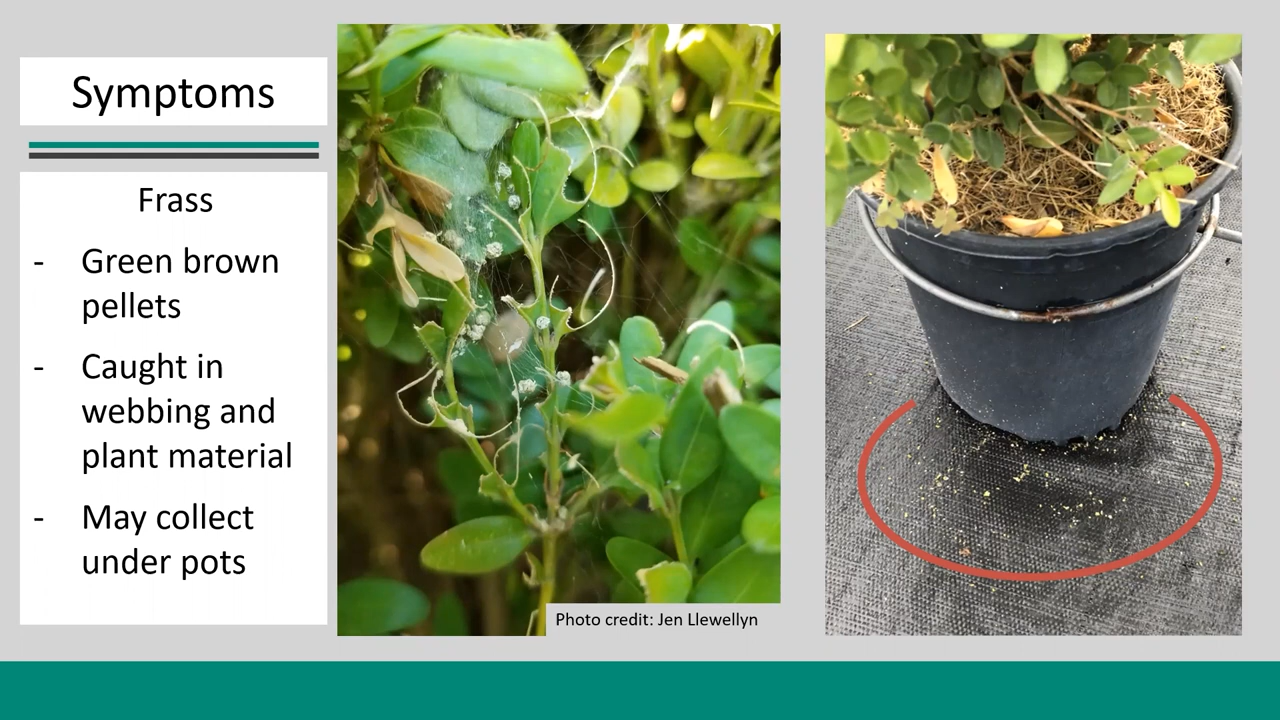 Symptoms
Frass
- Green brown
pellets
- Caught in
webbing and
plant material
- May collect
under pots
Photo credit: Jen Llewellyn